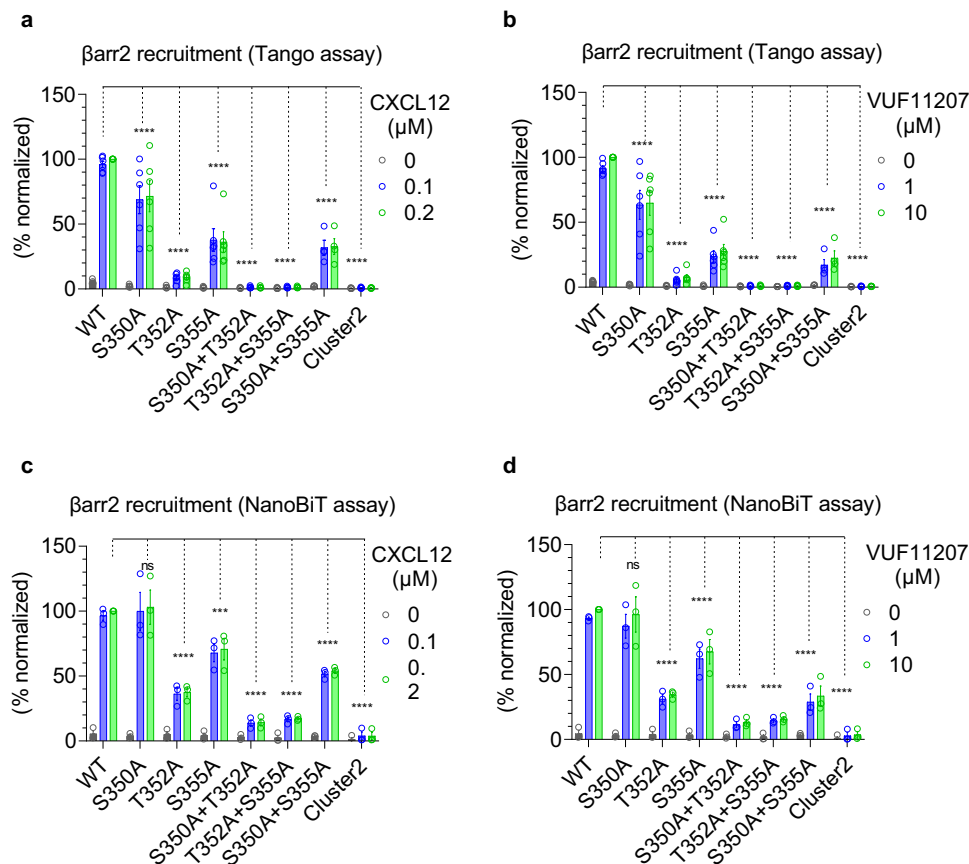 a
βarr2 recruitment (Tango assay)
150
100
50
0
(% normalized)
CXCL12
(μM)
0
0.1
0.2
****
****
****
****
****
****
****
WT
S350A
T352A
S355A
S350A+T352A
T352A+S355A
S350A+S355A
Cluster2
b
βarr2 recruitment (Tango assay)
150
100
50
0
(% normalized)
VUF11207
(μM)
0
1
10
****
****
****
****
****
****
****
WT
S350A
T352A
S355A
S350A+T352A
T352A+S355A
S350A+S355A
Cluster2
c
βarr2 recruitment (NanoBiT assay)
150
100
50
0
(% normalized)
CXCL12
(μM)
0
0.1
0.
2
ns
****
***
****
****
****
****
WT
S350A
T352A
S355A
S350A+T352A
T352A+S355A
S350A+S355A
Cluster2
d
βarr2 recruitment (NanoBiT assay)
150
100
50
0
(% normalized)
VUF11207
(μM)
0
1
10
ns
****
****
****
****
****
****
WT
S350A
T352A
S355A
S350A+T352A
T352A+S355A
S350A+S355A
Cluster2